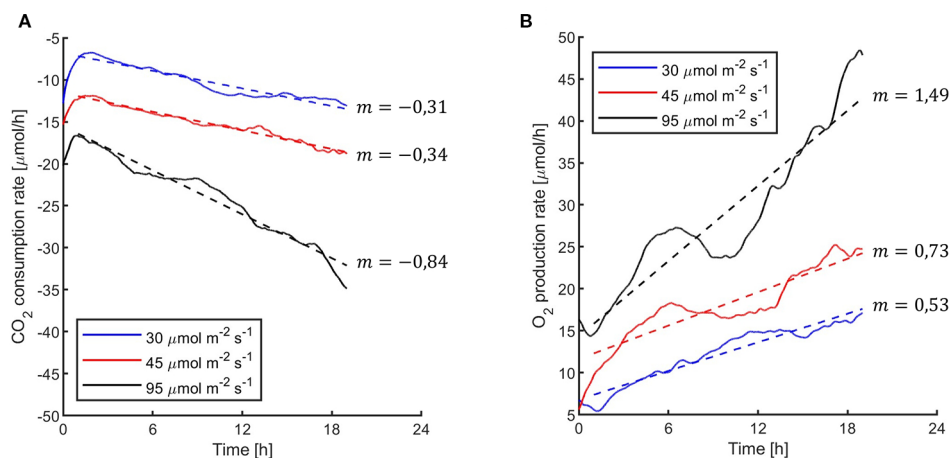 A
CO2 consumption rate [μmol/h]
-5
-10
-15
-20
-25
-30
-35
-40
-45
-50
m = −0,31
m = −0,34
m = −0,84
30 μmol m-2 s-1
45 μmol m-2 s-1
95 μmol m-2 s-1
0 6 12 18 24
Time [h]
B
O2 production rate [μmol/h]
50
45
40
35
30
25
20
15
10
5
30 μmol m-2 s-1
45 μmol m-2 s-1
95 μmol m-2 s-1
m = 1,49
m = 0,73
m = 0,53
0 6 12 18 24
Time [h]